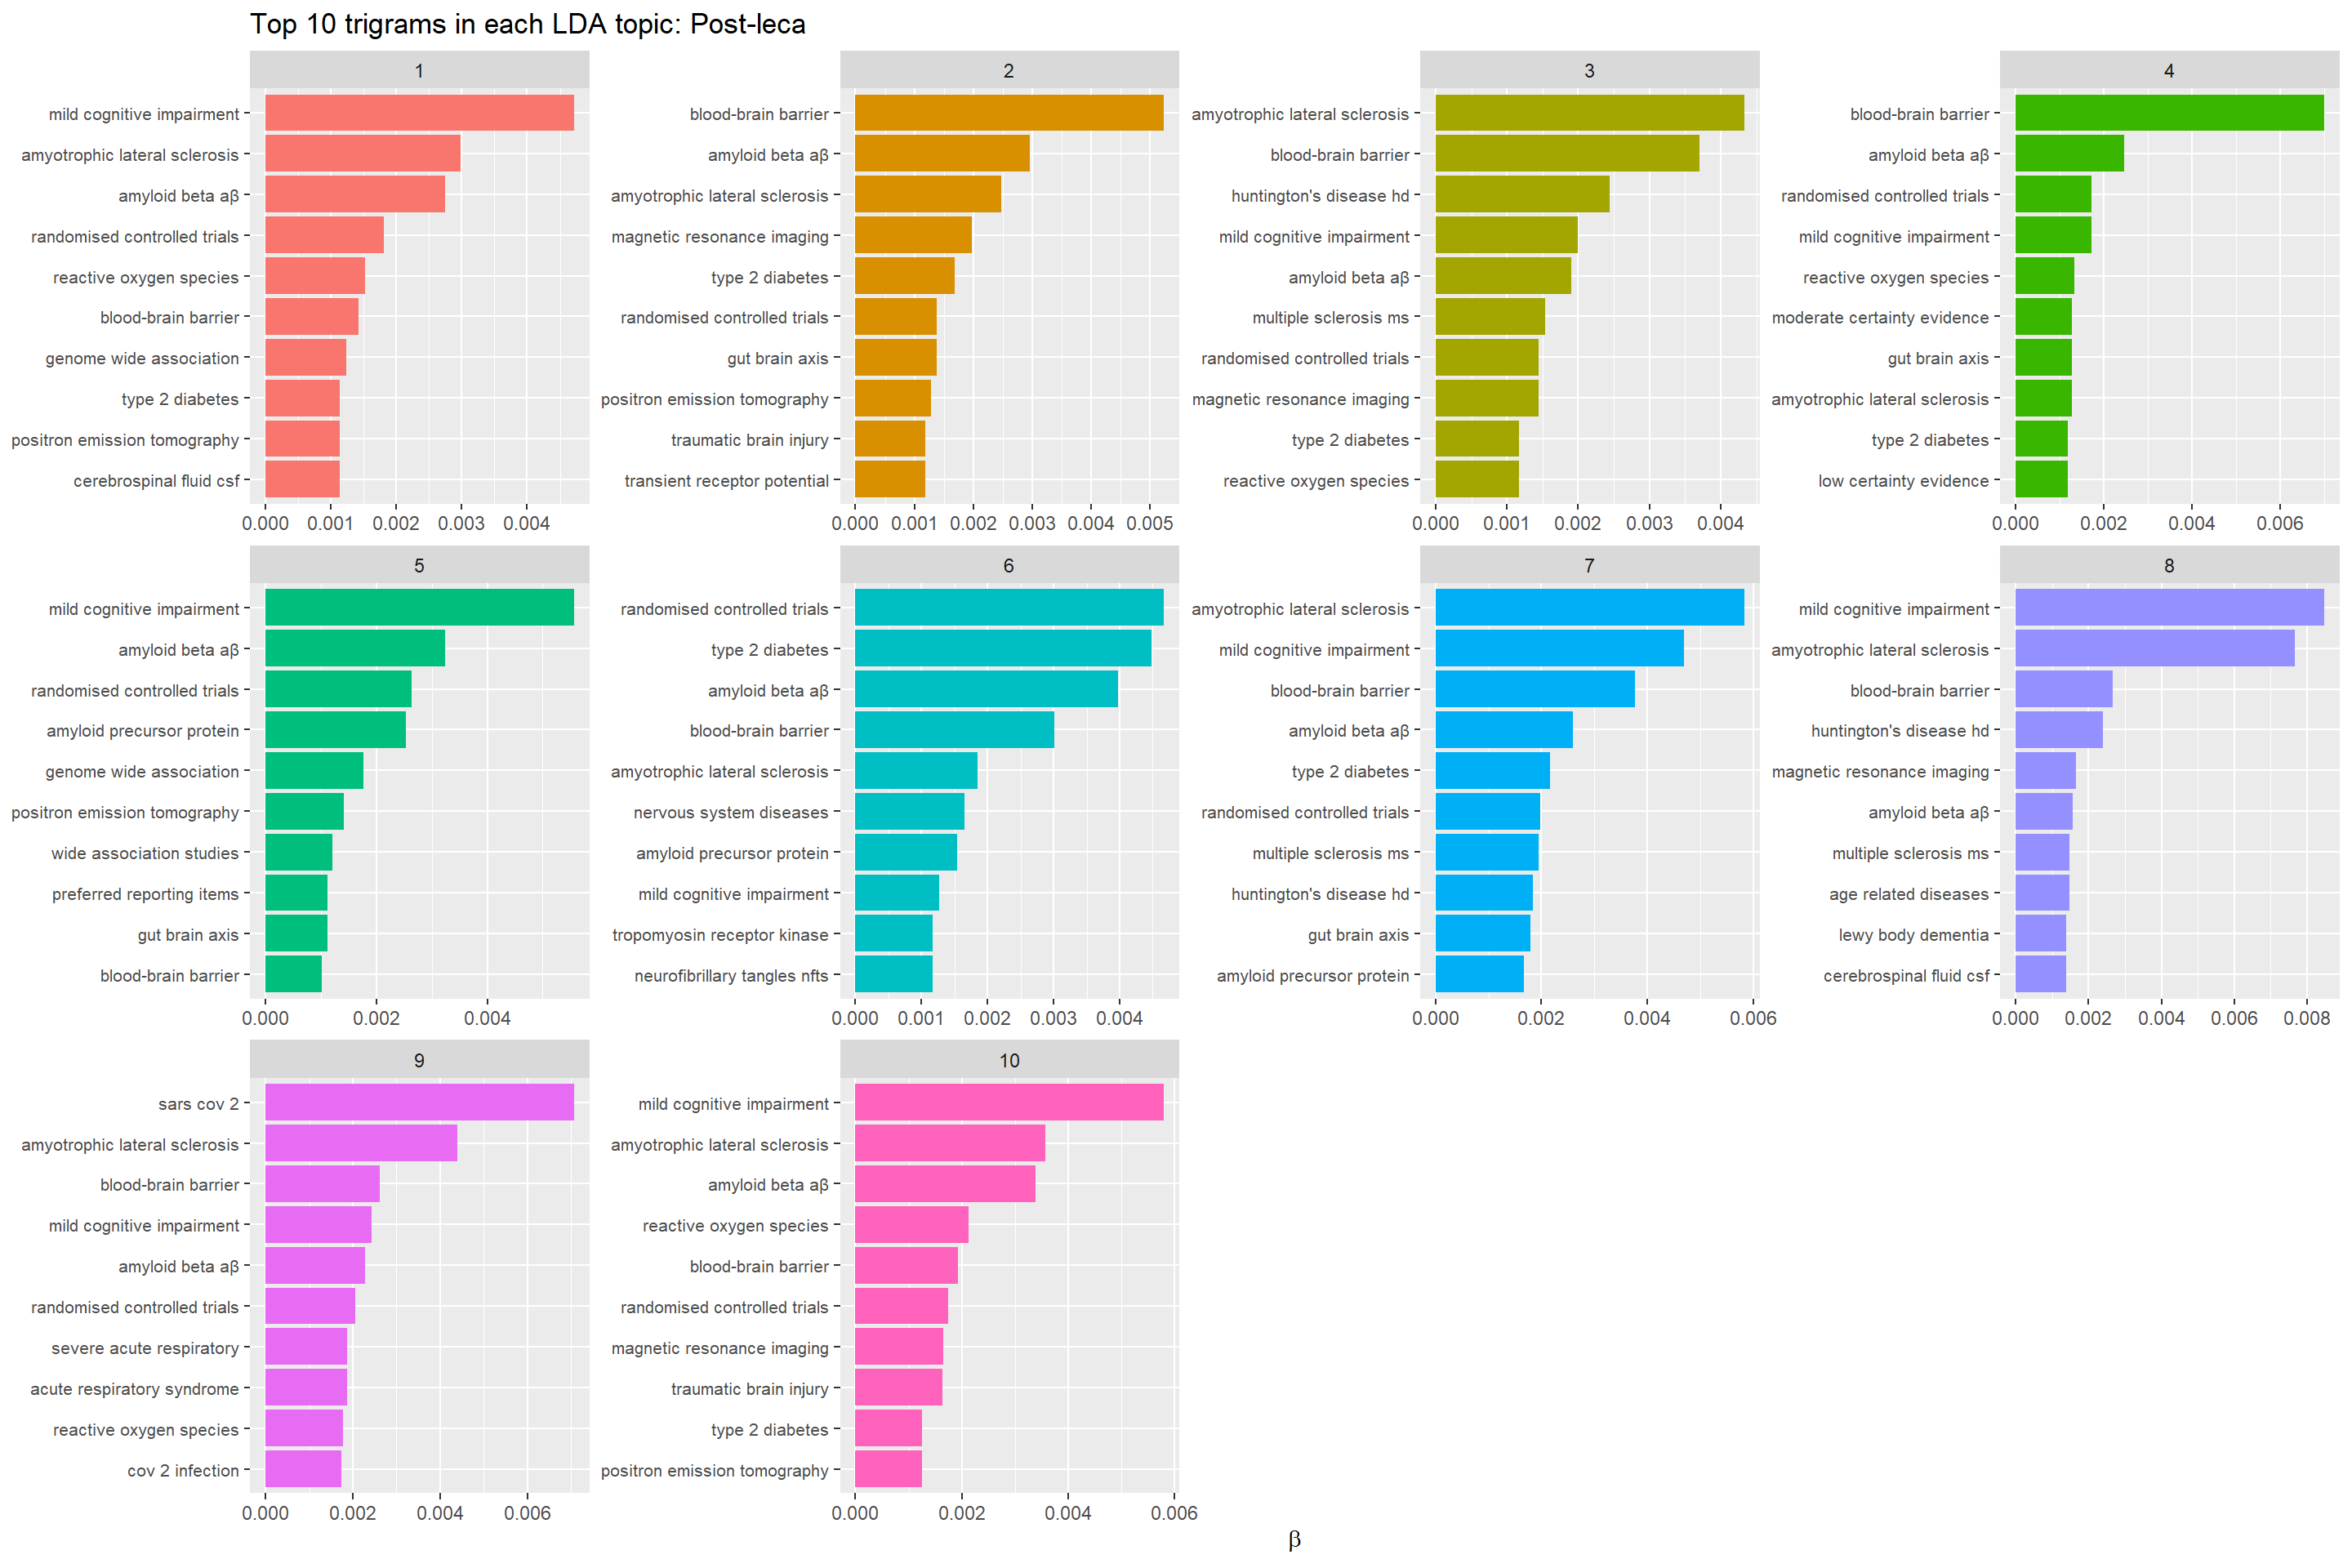 Top 10 trigrams in each LDA topic: Post-leca
1
mild cognitive impairment
amyotrophic lateral sclerosis
amyloid beta aβ
randomised controlled trials
reactive oxygen species
blood-brain barrier
genome wide association
type 2 diabetes
positron emission tomography
cerebrospinal fluid csf
0.000 0.001 0.002 0.003 0.004
2
blood-brain barrier
amyloid beta aβ
amyotrophic lateral sclerosis
magnetic resonance imaging
type 2 diabetes
randomised controlled trials
gut brain axis
positron emission tomography
traumatic brain injury
transient receptor potential
0.000 0.001 0.002 0.003 0.004 0.005
3
amyotrophic lateral sclerosis
blood-brain barrier
huntington's disease hd
mild cognitive impairment
amyloid beta aβ
multiple sclerosis ms
randomised controlled trials
magnetic resonance imaging
type 2 diabetes
reactive oxygen species
0.000 0.001 0.002 0.003 0.004
4
blood-brain barrier
amyloid beta aβ
randomised controlled trials
mild cognitive impairment
reactive oxygen species
moderate certainty evidence
gut brain axis
amyotrophic lateral sclerosis
type 2 diabetes
low certainty evidence
0.000 0.002 0.004 0.006
5
mild cognitive impairment
amyloid beta aβ
randomised controlled trials
amyloid precursor protein
genome wide association
positron emission tomography
wide association studies
preferred reporting items
gut brain axis
blood-brain barrier
0.000 0.002 0.004
6
randomised controlled trials
type 2 diabetes
amyloid beta aβ
blood-brain barrier
amyotrophic lateral sclerosis
nervous system diseases
amyloid precursor protein
mild cognitive impairment
tropomyosin receptor kinase
neurofibrillary tangles nfts
0.000 0.001 0.002 0.003 0.004
7
amyotrophic lateral sclerosis
mild cognitive impairment
blood-brain barrier
amyloid beta aβ
type 2 diabetes
randomised controlled trials
multiple sclerosis ms
huntington's disease hd
gut brain axis
amyloid precursor protein
0.000 0.002 0.004 0.006
8
mild cognitive impairment
amyotrophic lateral sclerosis
blood-brain barrier
huntington's disease hd
magnetic resonance imaging
amyloid beta aβ
multiple sclerosis ms
age related diseases
lewy body dementia
cerebrospinal fluid csf
0.000 0.002 0.004 0.006 0.008
9
sars cov 2
amyotrophic lateral sclerosis
blood-brain barrier
mild cognitive impairment
amyloid beta aβ
randomised controlled trials
severe acute respiratory
acute respiratory syndrome
reactive oxygen species
cov 2 infection
0.000 0.002 0.004 0.006
10
mild cognitive impairment
amyotrophic lateral sclerosis
amyloid beta aβ
reactive oxygen species
blood-brain barrier
randomised controlled trials
magnetic resonance imaging
traumatic brain injury
type 2 diabetes
positron emission tomography
0.000 0.002 0.004 0.006
β